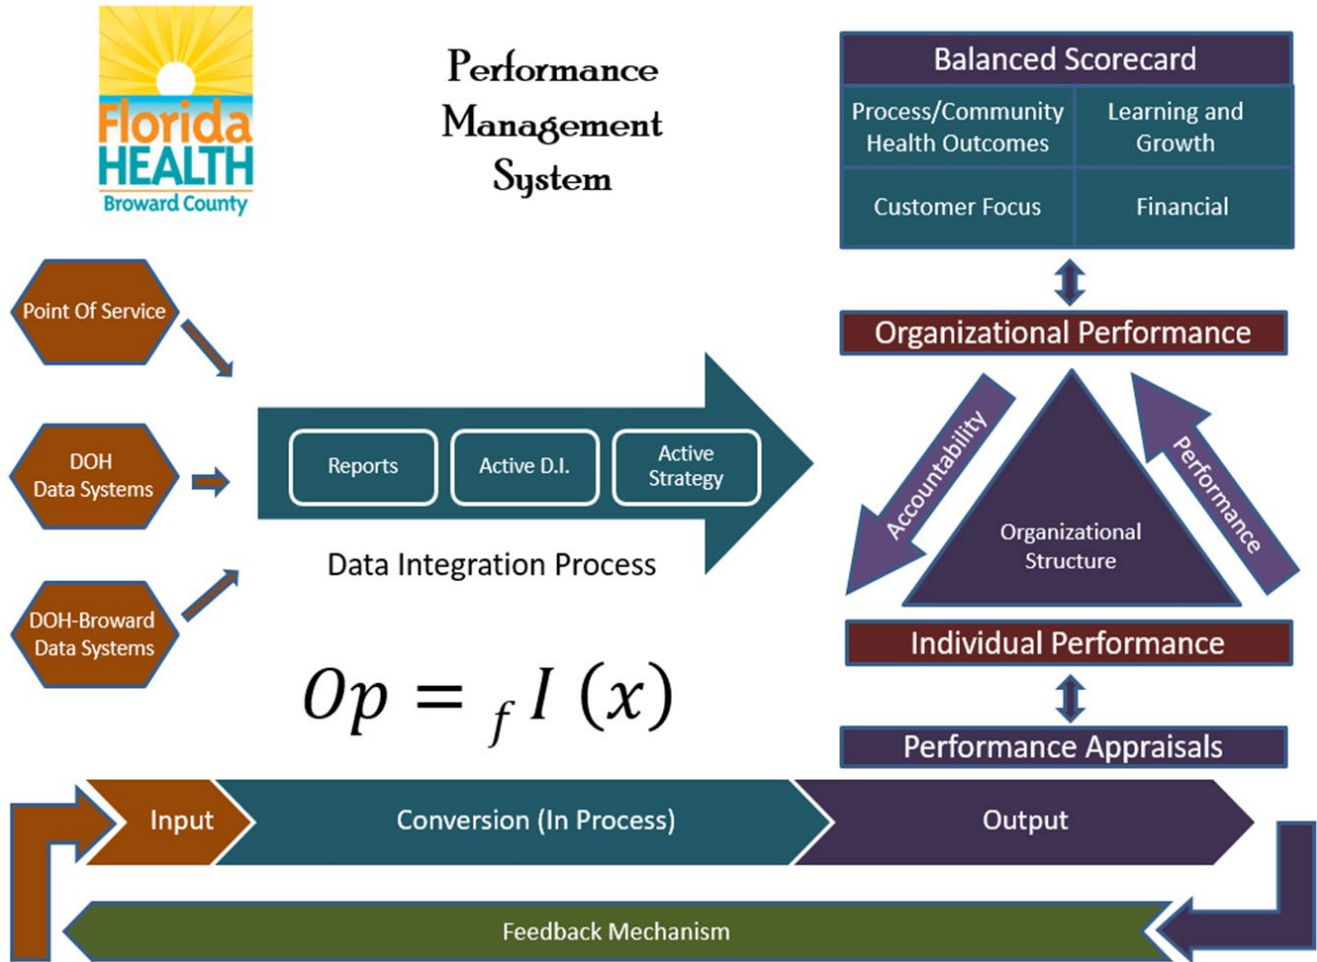 Florida
HEALTH
Broward County
Performance
Management
System
Balanced Scorecard
Process/Community
Health Outcomes
Learning and
Growth
Customer Focus
Financial
Point Of Service
DOH
Data Systems
DOH-Broward
Data Systems
Reports
Active D.I.
Active
Strategy
Data Integration Process
Op = f I (x)
Organizational Performance
Accountability
Performance
Organizational
Structure
Individual Performance
Performance Appraisals
Input
Conversion (In Process)
Output
Feedback Mechanism